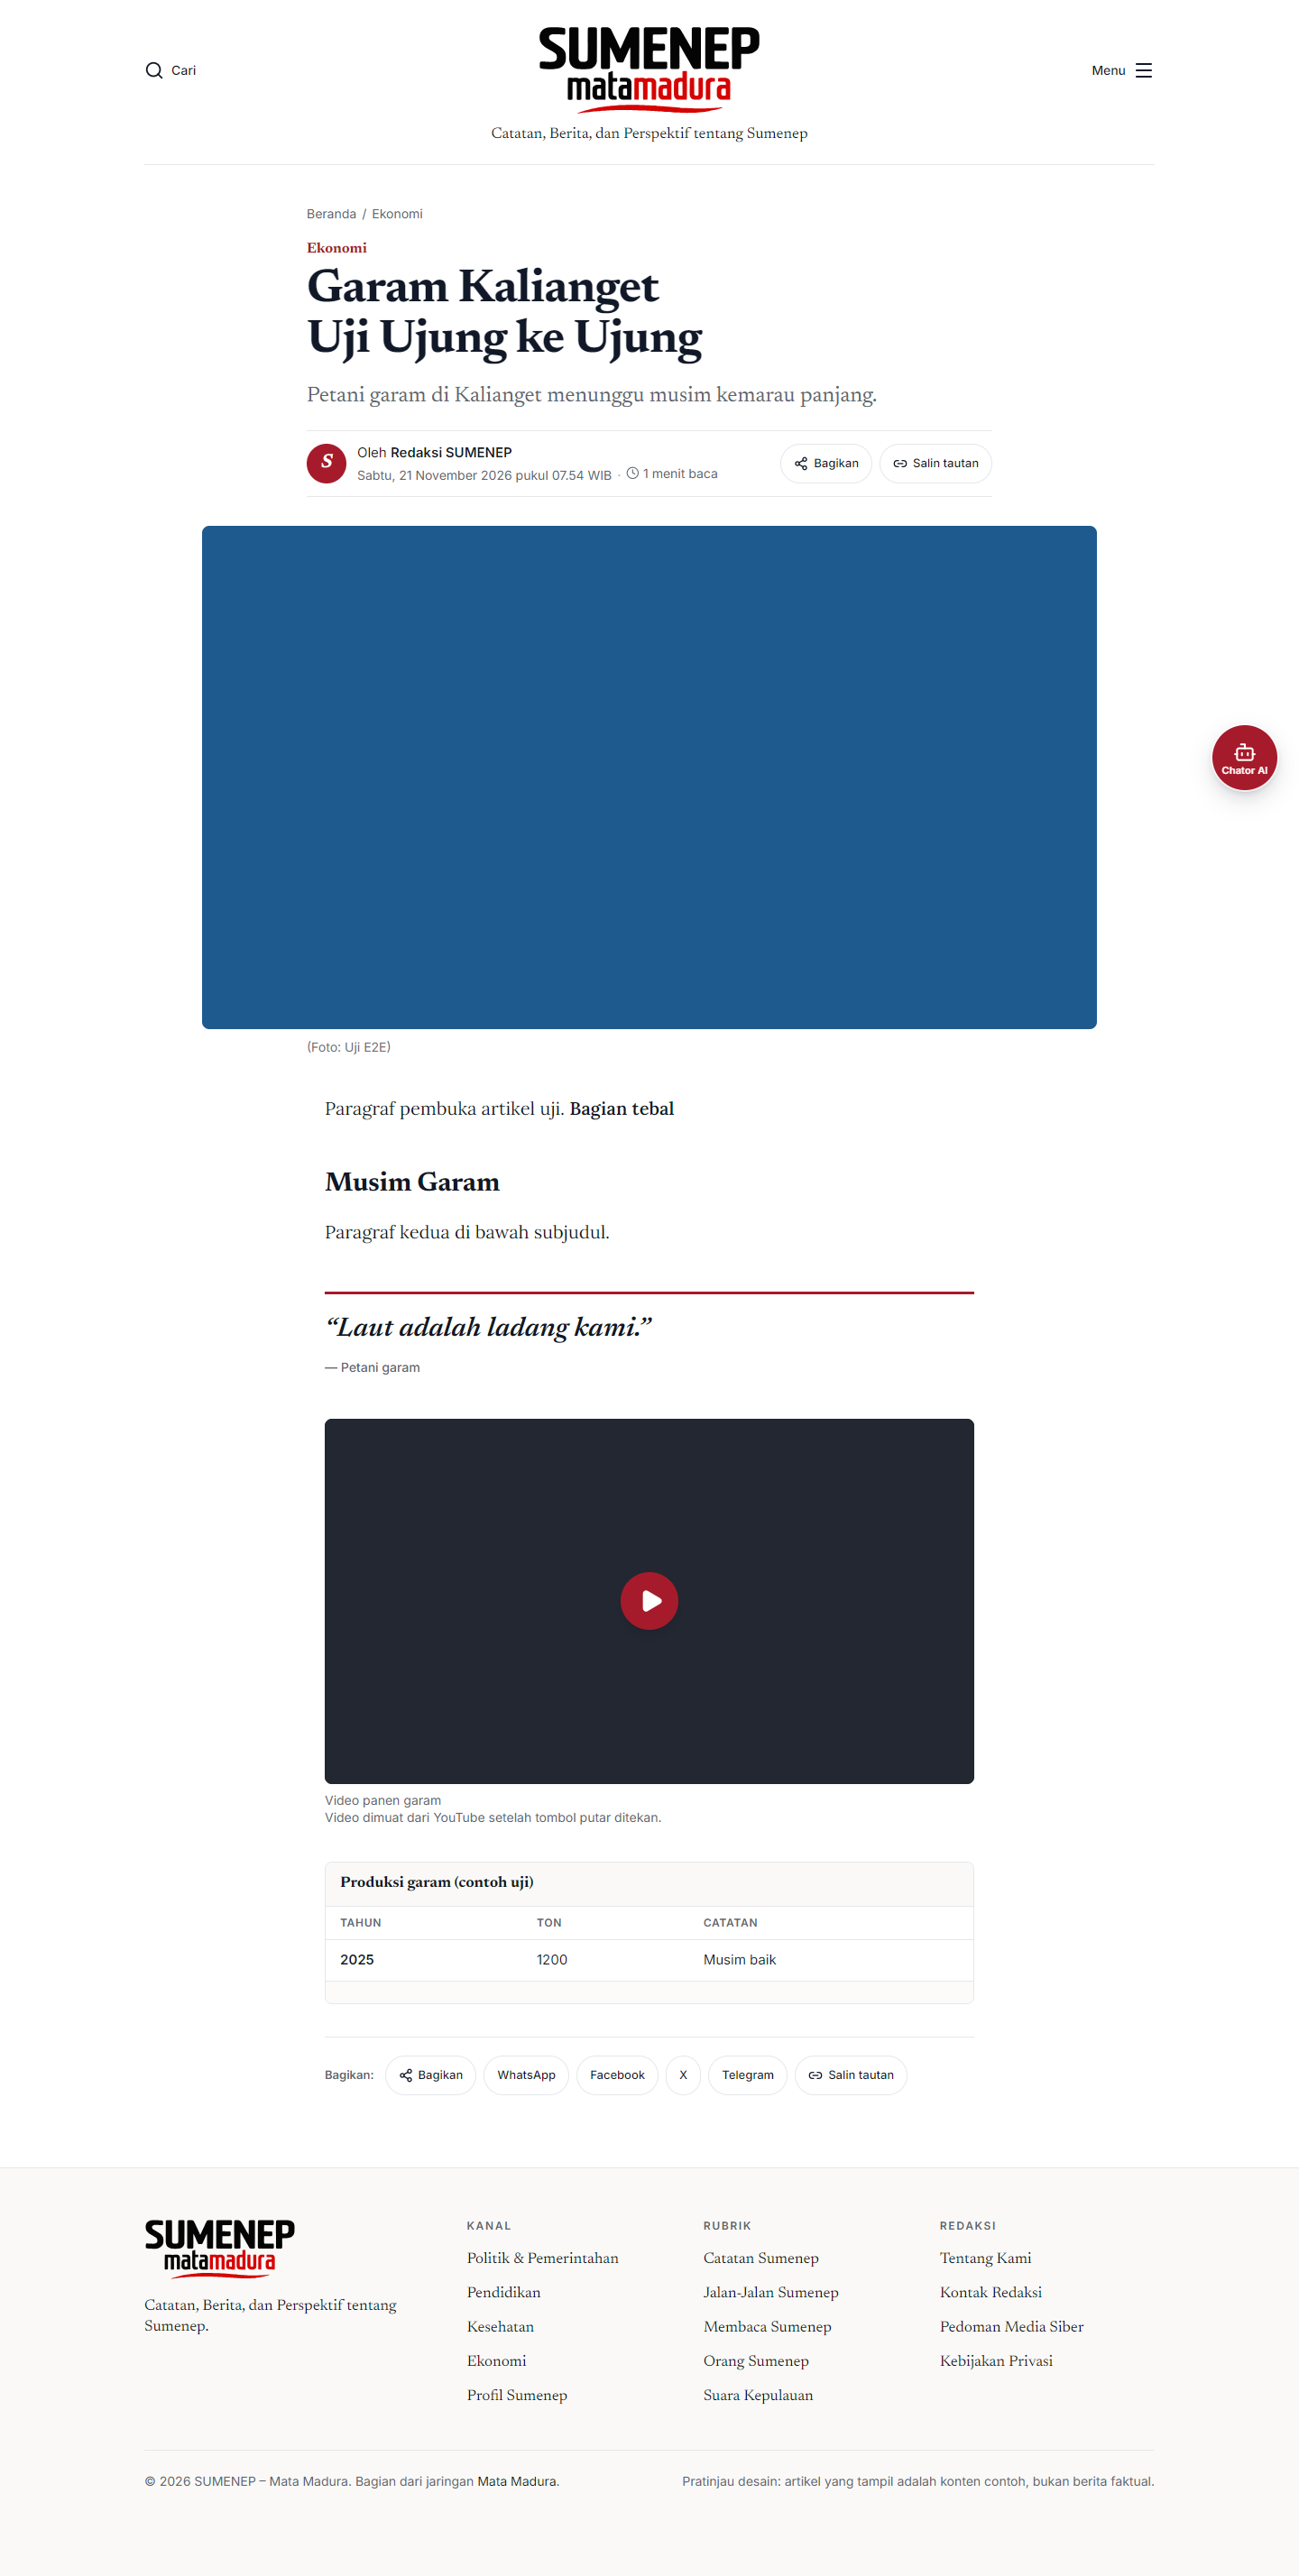 Cari
SUMENEP
matamadura
Menu
Catatan, Berita, dan Perspektif tentang Sumenep
Beranda / Ekonomi
Ekonomi
Garam Kalianget
Uji Ujung ke Ujung
Petani garam di Kalianget menunggu musim kemarau panjang.
S
Oleh Redaksi SUMENEP
Sabtu, 21 November 2026 pukul 07.54 WIB · 1 menit baca
Bagikan
Salin tautan
Chator AI
(Foto: Uji E2E)
Paragraf pembuka artikel uji. Bagian tebal
Musim Garam
Paragraf kedua di bawah subjudul.
“Laut adalah ladang kami.”
— Petani garam
Video panen garam
Video dimuat dari YouTube setelah tombol putar ditekan.
Produksi garam (contoh uji)
TAHUN TON CATATAN
2025 1200 Musim baik
Bagikan: Bagikan WhatsApp Facebook X Telegram Salin tautan
SUMENEP
matamadura
Catatan, Berita, dan Perspektif tentang
Sumenep.
KANAL
Politik & Pemerintahan
Pendidikan
Kesehatan
Ekonomi
Profil Sumenep
RUBRIK
Catatan Sumenep
Jalan-Jalan Sumenep
Membaca Sumenep
Orang Sumenep
Suara Kepulauan
REDAKSI
Tentang Kami
Kontak Redaksi
Pedoman Media Siber
Kebijakan Privasi
© 2026 SUMENEP – Mata Madura. Bagian dari jaringan Mata Madura.
Pratinjau desain: artikel yang tampil adalah konten contoh, bukan berita faktual.